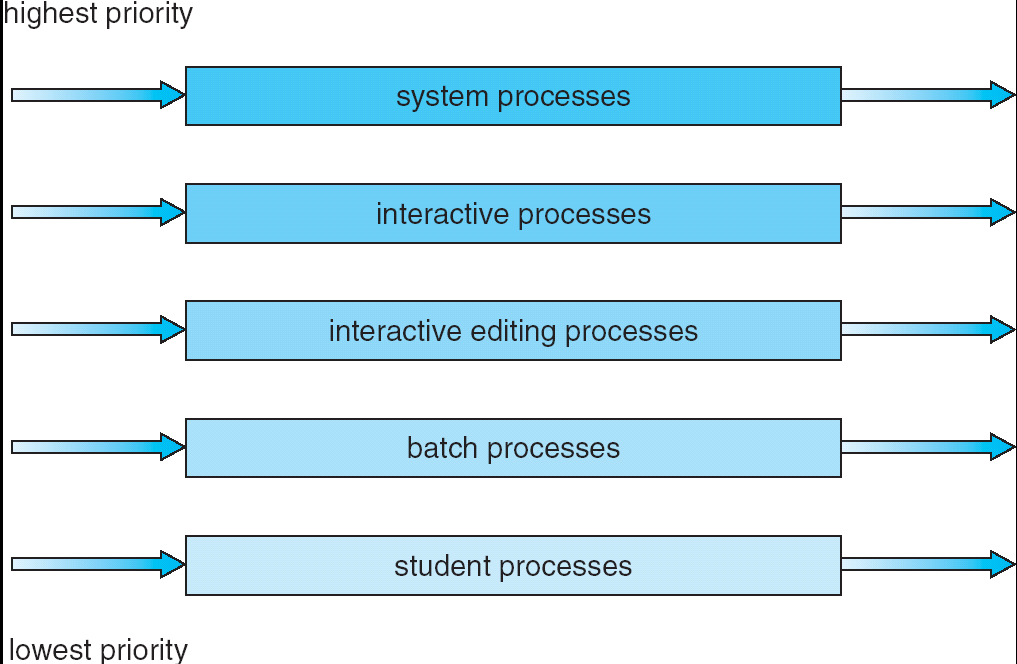 highest priority
system processes
interactive processes
interactive editing processes
batch processes
student processes
lowest priority